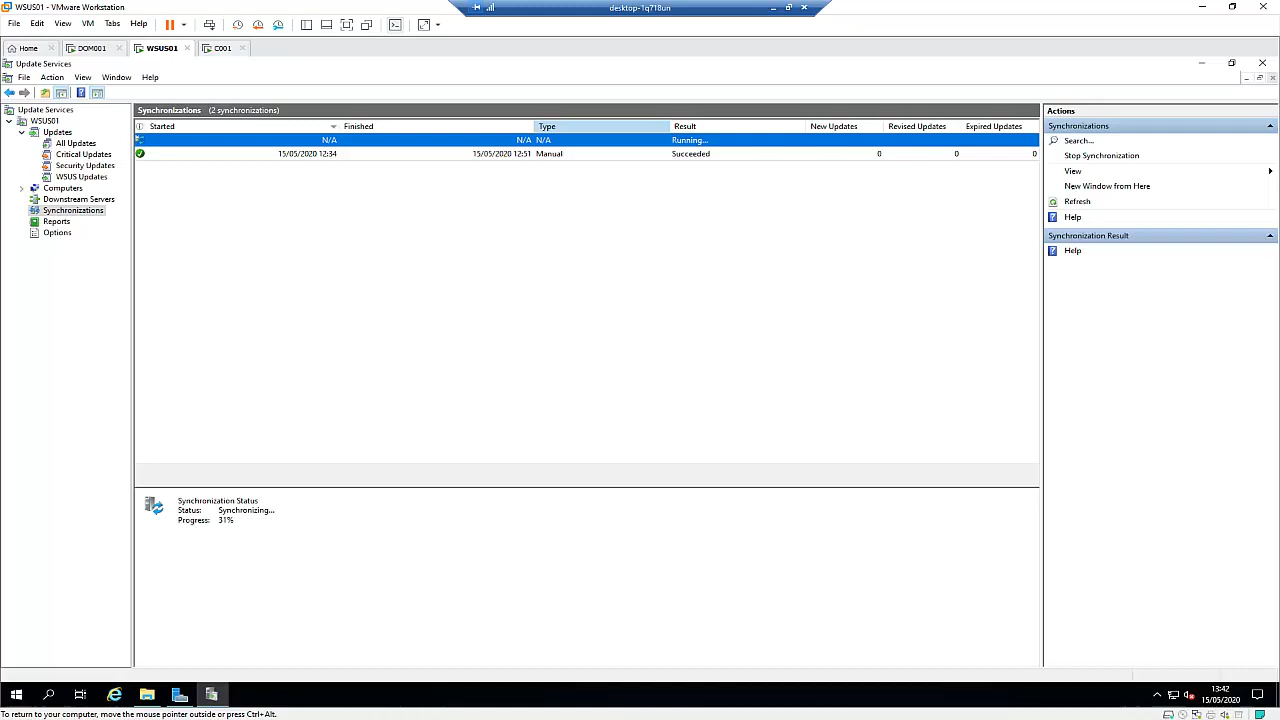 WSUS01 - VMware Workstation
desktop-1q718un
File Edit View VM Tabs Help
Home DOM001 WSUS01 C001
Update Services
File Action View Window Help
Update Services
WSUS01
Updates
All Updates
Critical Updates
Security Updates
WSUS Updates
Computers
Downstream Servers
Synchronizations
Reports
Options
Synchronizations (2 synchronizations)
Started Finished Type Result New Updates Revised Updates Expired Updates
N/A N/A N/A Running...
15/05/2020 12:34 15/05/2020 12:51 Manual Succeeded 0 0 0
Synchronization Status
Status: Synchronizing...
Progress: 31%
Actions
Synchronizations
Search...
Stop Synchronization
View
New Window from Here
Refresh
Help
Synchronization Result
Help
13:42
15/05/2020
To return to your computer, move the mouse pointer outside or press Ctrl+Alt.